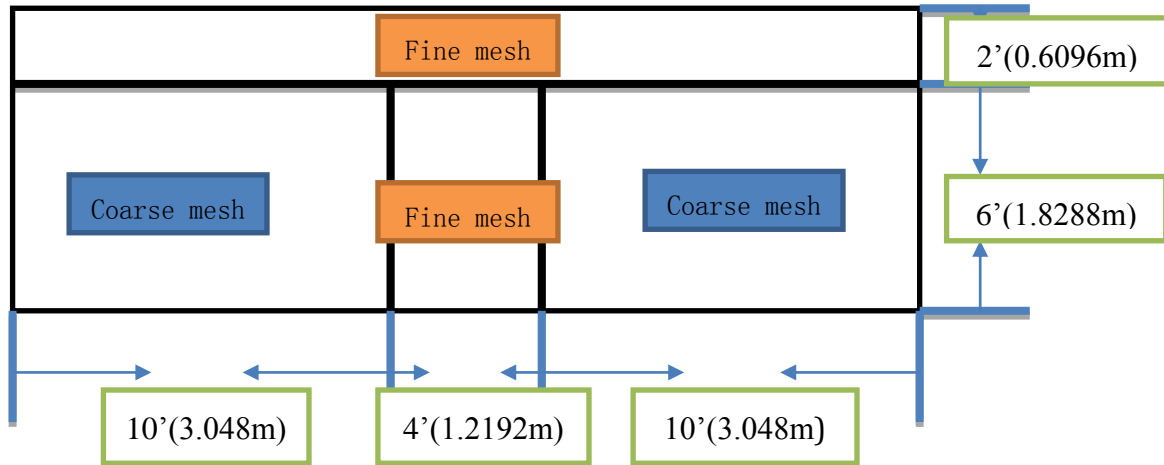 Fine mesh
2’(0.6096m)
Coarse mesh
Fine mesh
Coarse mesh
6’(1.8288m)
10’(3.048m)
4’(1.2192m)
10’(3.048m)